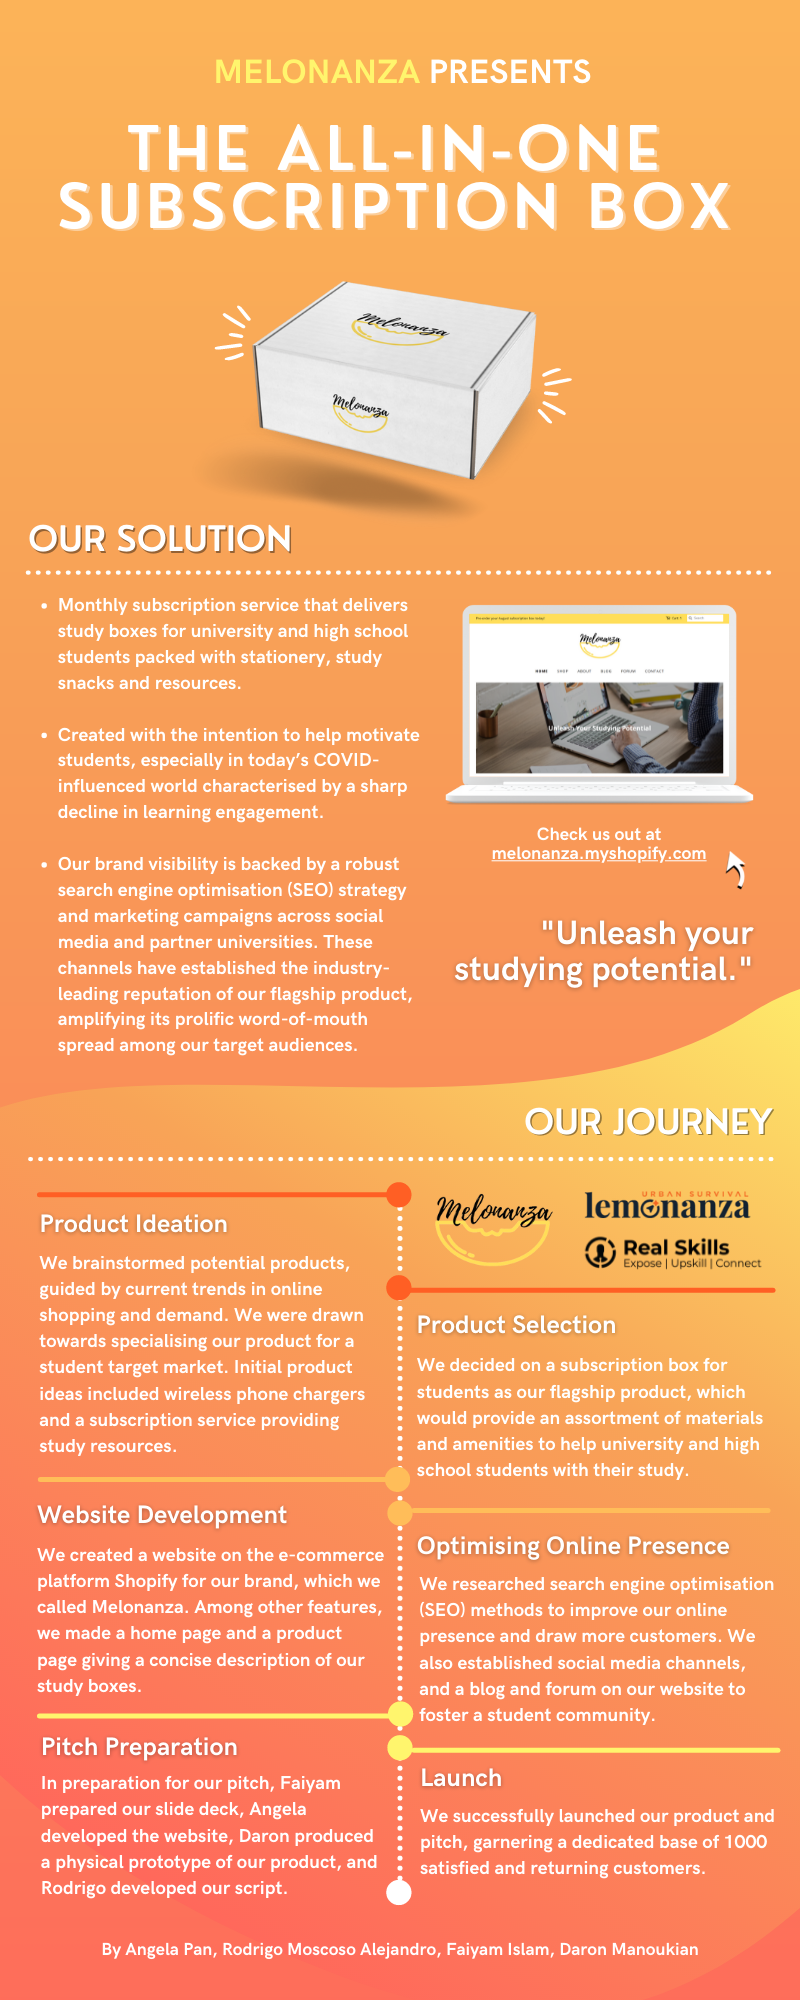 MELONANZA PRESENTS
THE ALL-IN-ONE
SUBSCRIPTION BOX
Melonanza
Melonanza
OUR SOLUTION
• Monthly subscription service that delivers
study boxes for university and high school
students packed with stationery, study
snacks and resources.
• Created with the intention to help motivate
students, especially in today's COVID-
influenced world characterised by a sharp
decline in learning engagement.
• Our brand visibility is backed by a robust
search engine optimisation (SEO) strategy
and marketing campaigns across social
media and partner universities. These
channels have established the industry-
leading reputation of our flagship product,
amplifying its prolific word-of-mouth
spread among our target audiences.
Cart
Search
Melonanza
HOME SHOP ABOUT BLOG FORUM CONTACT
Unleash Your Studying Potential
Check us out at
melonanza.myshopify.com
"Unleash your
studying potential."
OUR JOURNEY
Product Ideation
We brainstormed potential products,
guided by current trends in online
shopping and demand. We were drawn
towards specialising our product for a
student target market. Initial product
ideas included wireless phone chargers
and a subscription service providing
study resources.
Melonanza
URBAN SURVIVAL
lemonanza
Real Skills
Expose | Upskill | Connect
Product Selection
We decided on a subscription box for
students as our flagship product, which
would provide an assortment of materials
and amenities to help university and high
school students with their study.
Website Development
We created a website on the e-commerce
platform Shopify for our brand, which we
called Melonanza. Among other features,
we made a home page and a product
page giving a concise description of our
study boxes.
Optimising Online Presence
We researched search engine optimisation
(SEO) methods to improve our online
presence and draw more customers. We
also established social media channels,
and a blog and forum on our website to
foster a student community.
Pitch Preparation
In preparation for our pitch, Faiyam
prepared our slide deck, Angela
developed the website, Daron produced
a physical prototype of our product, and
Rodrigo developed our script.
Launch
We successfully launched our product and
pitch, garnering a dedicated base of 1000
satisfied and returning customers.
By Angela Pan, Rodrigo Moscoso Alejandro, Faiyam Islam, Daron Manoukian